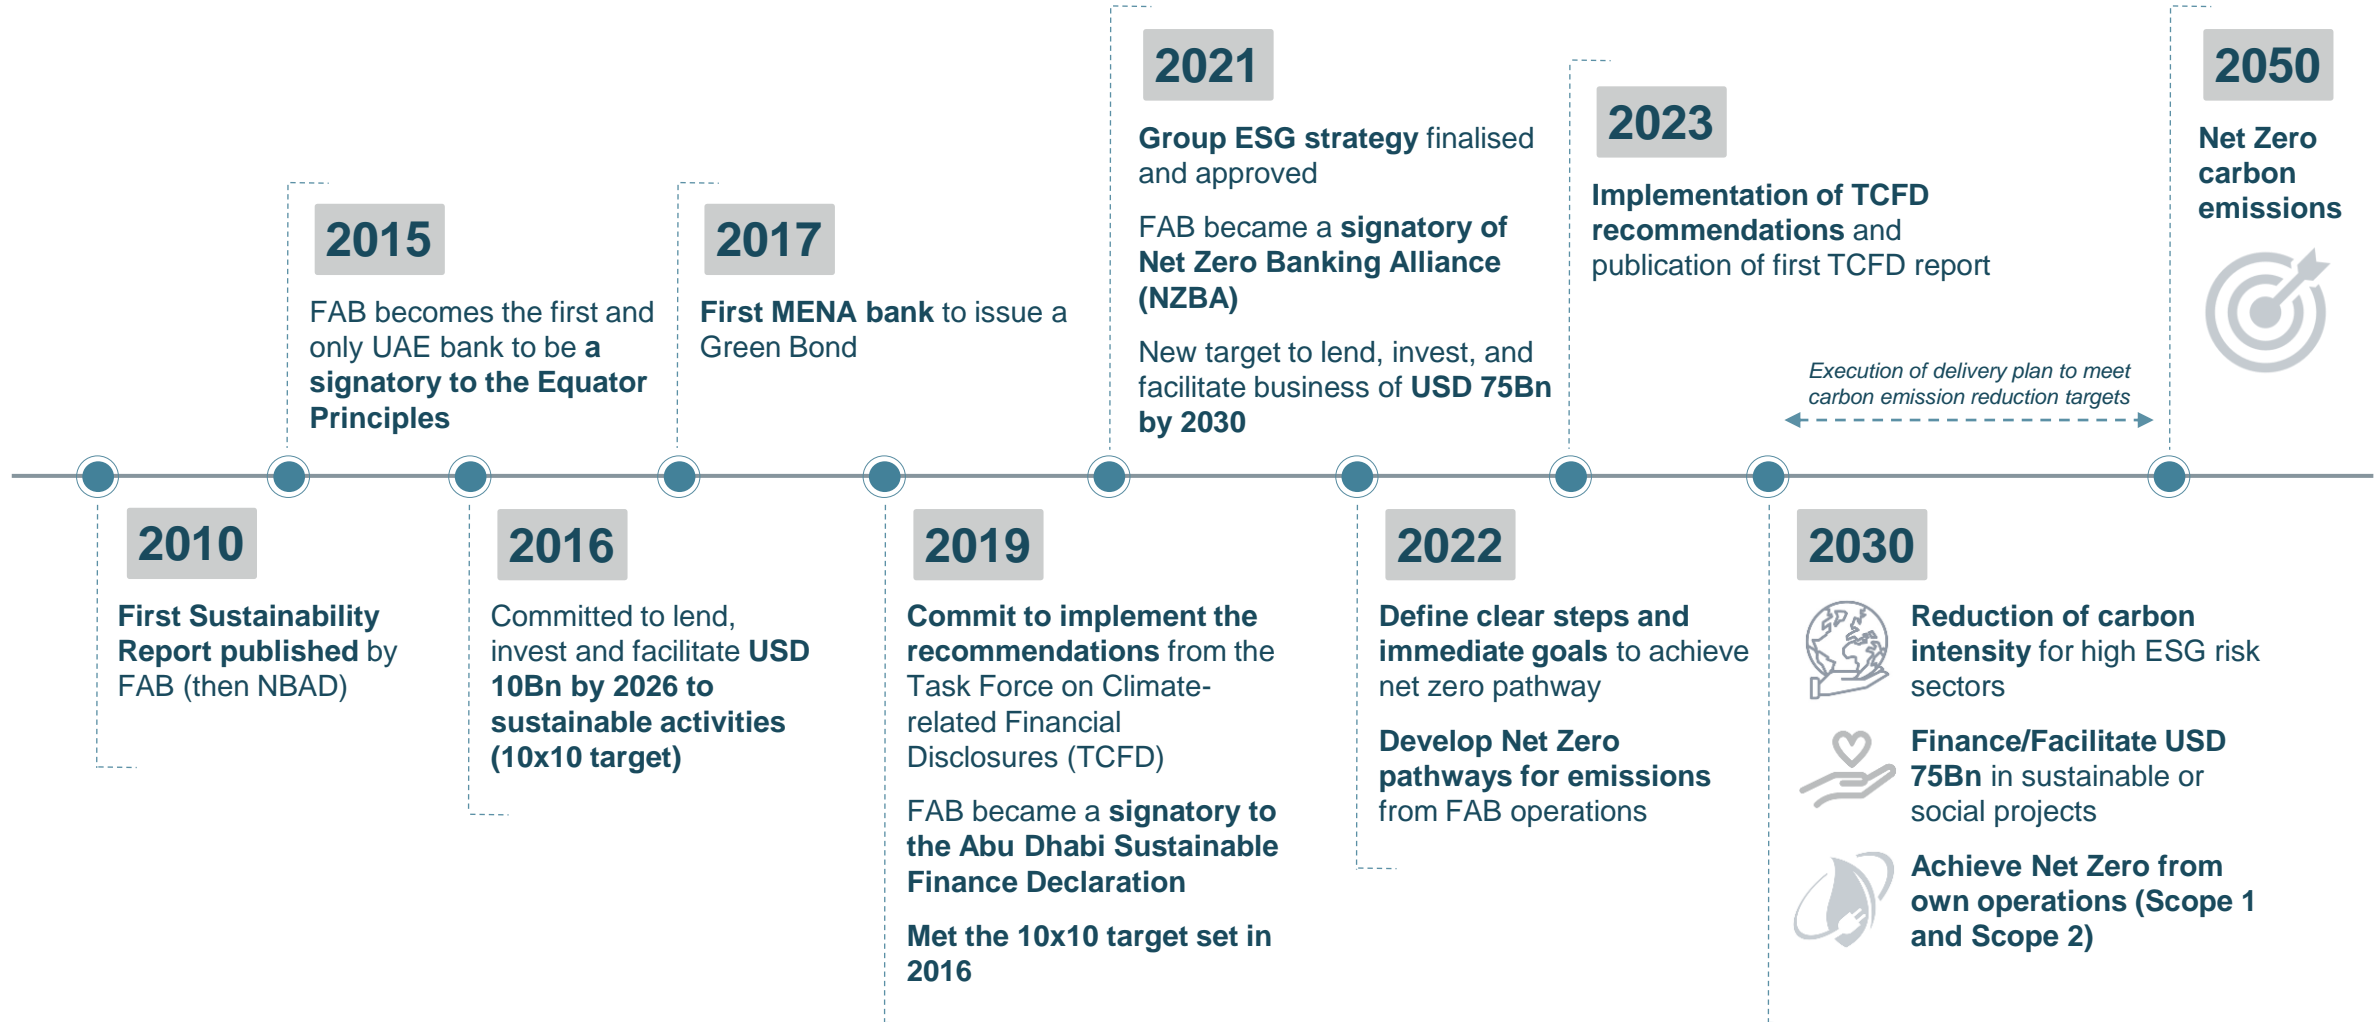 2010
First Sustainability
Report published by
FAB (then NBAD)
2015
FAB becomes the first and
only UAE bank to be a
signatory to the Equator
Principles
2016
Committed to lend,
invest and facilitate USD
10Bn by 2026 to
sustainable activities
(10x10 target)
2017
First MENA bank to issue a
Green Bond
2019
Commit to implement the
recommendations from the
Task Force on Climate-
related Financial
Disclosures (TCFD)
FAB became a signatory to
the Abu Dhabi Sustainable
Finance Declaration
Met the 10x10 target set in
2016
2021
Group ESG strategy finalised
and approved
FAB became a signatory of
Net Zero Banking Alliance
(NZBA)
New target to lend, invest, and
facilitate business of USD 75Bn
by 2030
2022
Define clear steps and
immediate goals to achieve
net zero pathway
Develop Net Zero
pathways for emissions
from FAB operations
2023
Implementation of TCFD
recommendations and
publication of first TCFD report
2030
Reduction of carbon
intensity for high ESG risk
sectors
Finance/Facilitate USD
75Bn in sustainable or
social projects
Achieve Net Zero from
own operations (Scope 1
and Scope 2)
Execution of delivery plan to meet
carbon emission reduction targets
2050
Net Zero
carbon
emissions